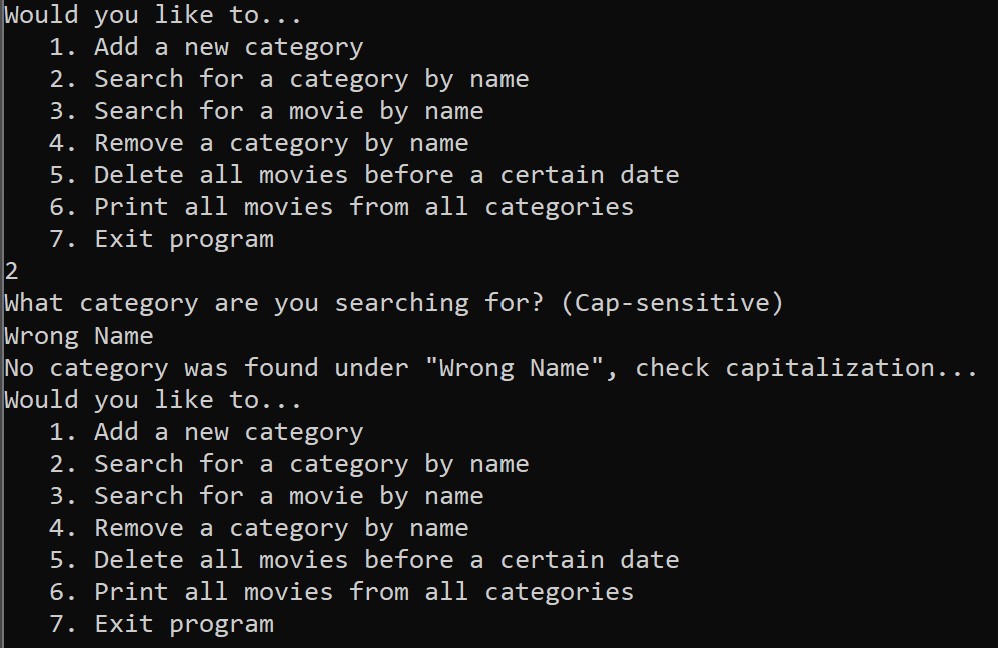 Would you like to...
   1. Add a new category
   2. Search for a category by name
   3. Search for a movie by name
   4. Remove a category by name
   5. Delete all movies before a certain date
   6. Print all movies from all categories
   7. Exit program
2
What category are you searching for? (Cap-sensitive)
Wrong Name
No category was found under "Wrong Name", check capitalization...
Would you like to...
   1. Add a new category
   2. Search for a category by name
   3. Search for a movie by name
   4. Remove a category by name
   5. Delete all movies before a certain date
   6. Print all movies from all categories
   7. Exit program